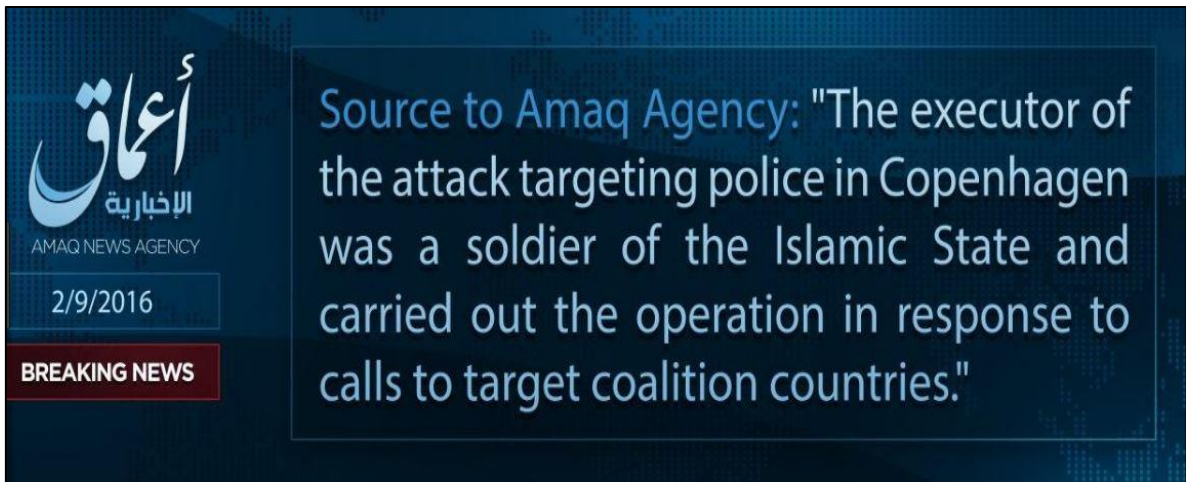 أعماق
الإخبارية
AMAQ NEWS AGENCY
2/9/2016
BREAKING NEWS
Source to Amaq Agency: "The executor of
the attack targeting police in Copenhagen
was a soldier of the Islamic State and
carried out the operation in response to
calls to target coalition countries."